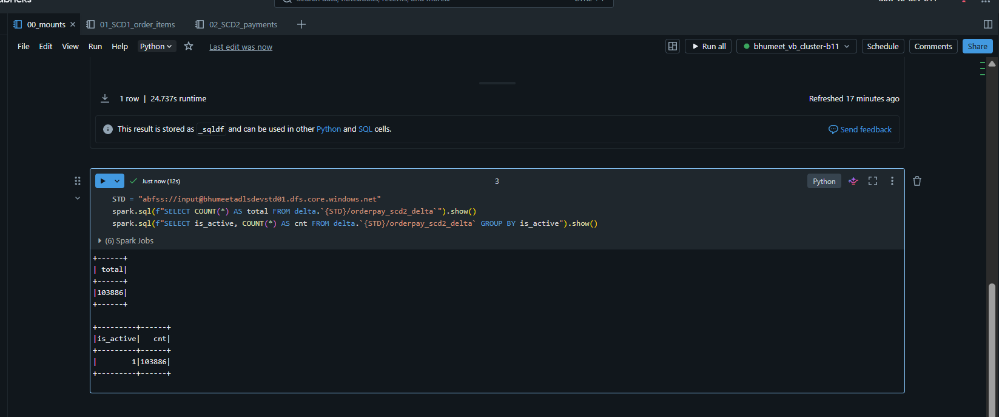 00_mounts
01_SCD1_order_items
02_SCD2_payments
File Edit View Run Help Python Last edit was now Run all bhumeet_vb_cluster-b11 Schedule Comments Share
1 row | 24.737s runtime Refreshed 17 minutes ago
This result is stored as _sqldf and can be used in other Python and SQL cells. Send feedback
Just now (12s) 3 Python
STD = "abfss://input@bhumeetadlsdevstd01.dfs.core.windows.net"
spark.sql(f"SELECT COUNT(*) AS total FROM delta.`{STD}/orderpay_scd2_delta`").show()
spark.sql(f"SELECT is_active, COUNT(*) AS cnt FROM delta.`{STD}/orderpay_scd2_delta` GROUP BY is_active").show()
(6) Spark Jobs
+------+
| total|
+------+
|103886|
+------+
+---------+------+
|is_active|   cnt|
+---------+------+
|        1|103886|
+---------+------+